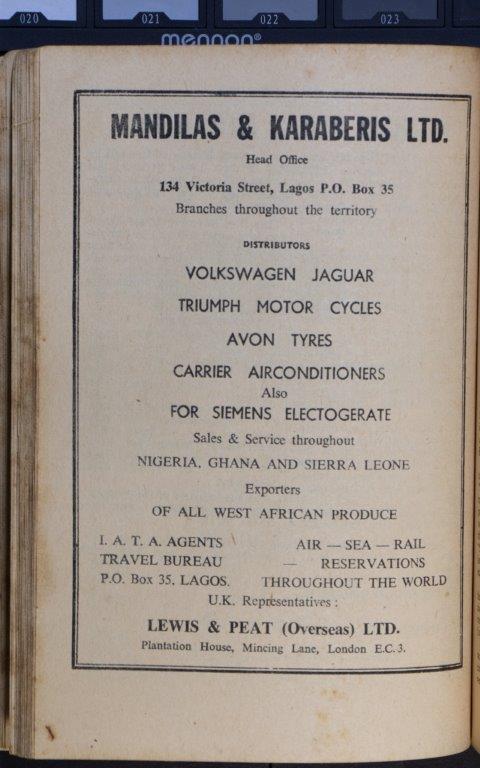 020 021 022 023
mennon®
MANDILAS & KARABERIS LTD.
Head Office
134 Victoria Street, Lagos P.O. Box 35
Branches throughout the territory
DISTRIBUTORS
VOLKSWAGEN JAGUAR
TRIUMPH MOTOR CYCLES
AVON TYRES
CARRIER AIRCONDITIONERS
Also
FOR SIEMENS ELECTOGERATE
Sales & Service throughout
NIGERIA, GHANA AND SIERRA LEONE
Exporters
OF ALL WEST AFRICAN PRODUCE
I. A. T. A. AGENTS AIR — SEA — RAIL
TRAVEL BUREAU — RESERVATIONS
P.O. Box 35, LAGOS. THROUGHOUT THE WORLD
U.K. Representatives :
LEWIS & PEAT (Overseas) LTD.
Plantation House, Mincing Lane, London E.C.3.